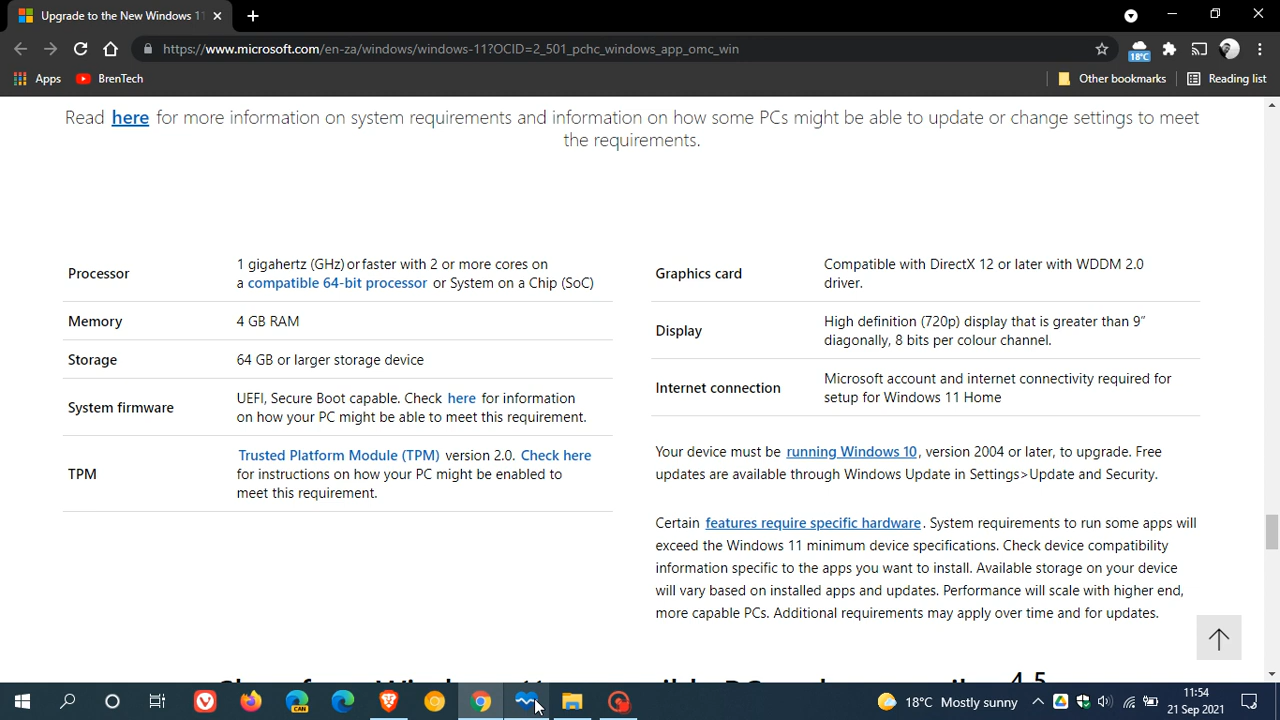 Upgrade to the New Windows 11
https://www.microsoft.com/en-za/windows/windows-11?OCID=2_501_pchc_windows_app_omc_win
18°C
Apps
BrenTech
Other bookmarks
Reading list
Read here for more information on system requirements and information on how some PCs might be able to update or change settings to meet
the requirements.
Processor
1 gigahertz (GHz) or faster with 2 or more cores on
a compatible 64-bit processor or System on a Chip (SoC)
Memory
4 GB RAM
Storage
64 GB or larger storage device
System firmware
UEFI, Secure Boot capable. Check here for information
on how your PC might be able to meet this requirement.
TPM
Trusted Platform Module (TPM) version 2.0. Check here
for instructions on how your PC might be enabled to
meet this requirement.
Graphics card
Compatible with DirectX 12 or later with WDDM 2.0
driver.
Display
High definition (720p) display that is greater than 9”
diagonally, 8 bits per colour channel.
Internet connection
Microsoft account and internet connectivity required for
setup for Windows 11 Home
Your device must be running Windows 10, version 2004 or later, to upgrade. Free
updates are available through Windows Update in Settings>Update and Security.
Certain features require specific hardware. System requirements to run some apps will
exceed the Windows 11 minimum device specifications. Check device compatibility
information specific to the apps you want to install. Available storage on your device
will vary based on installed apps and updates. Performance will scale with higher end,
more capable PCs. Additional requirements may apply over time and for updates.
CAN
18°C Mostly sunny
11:54
21 Sep 2021